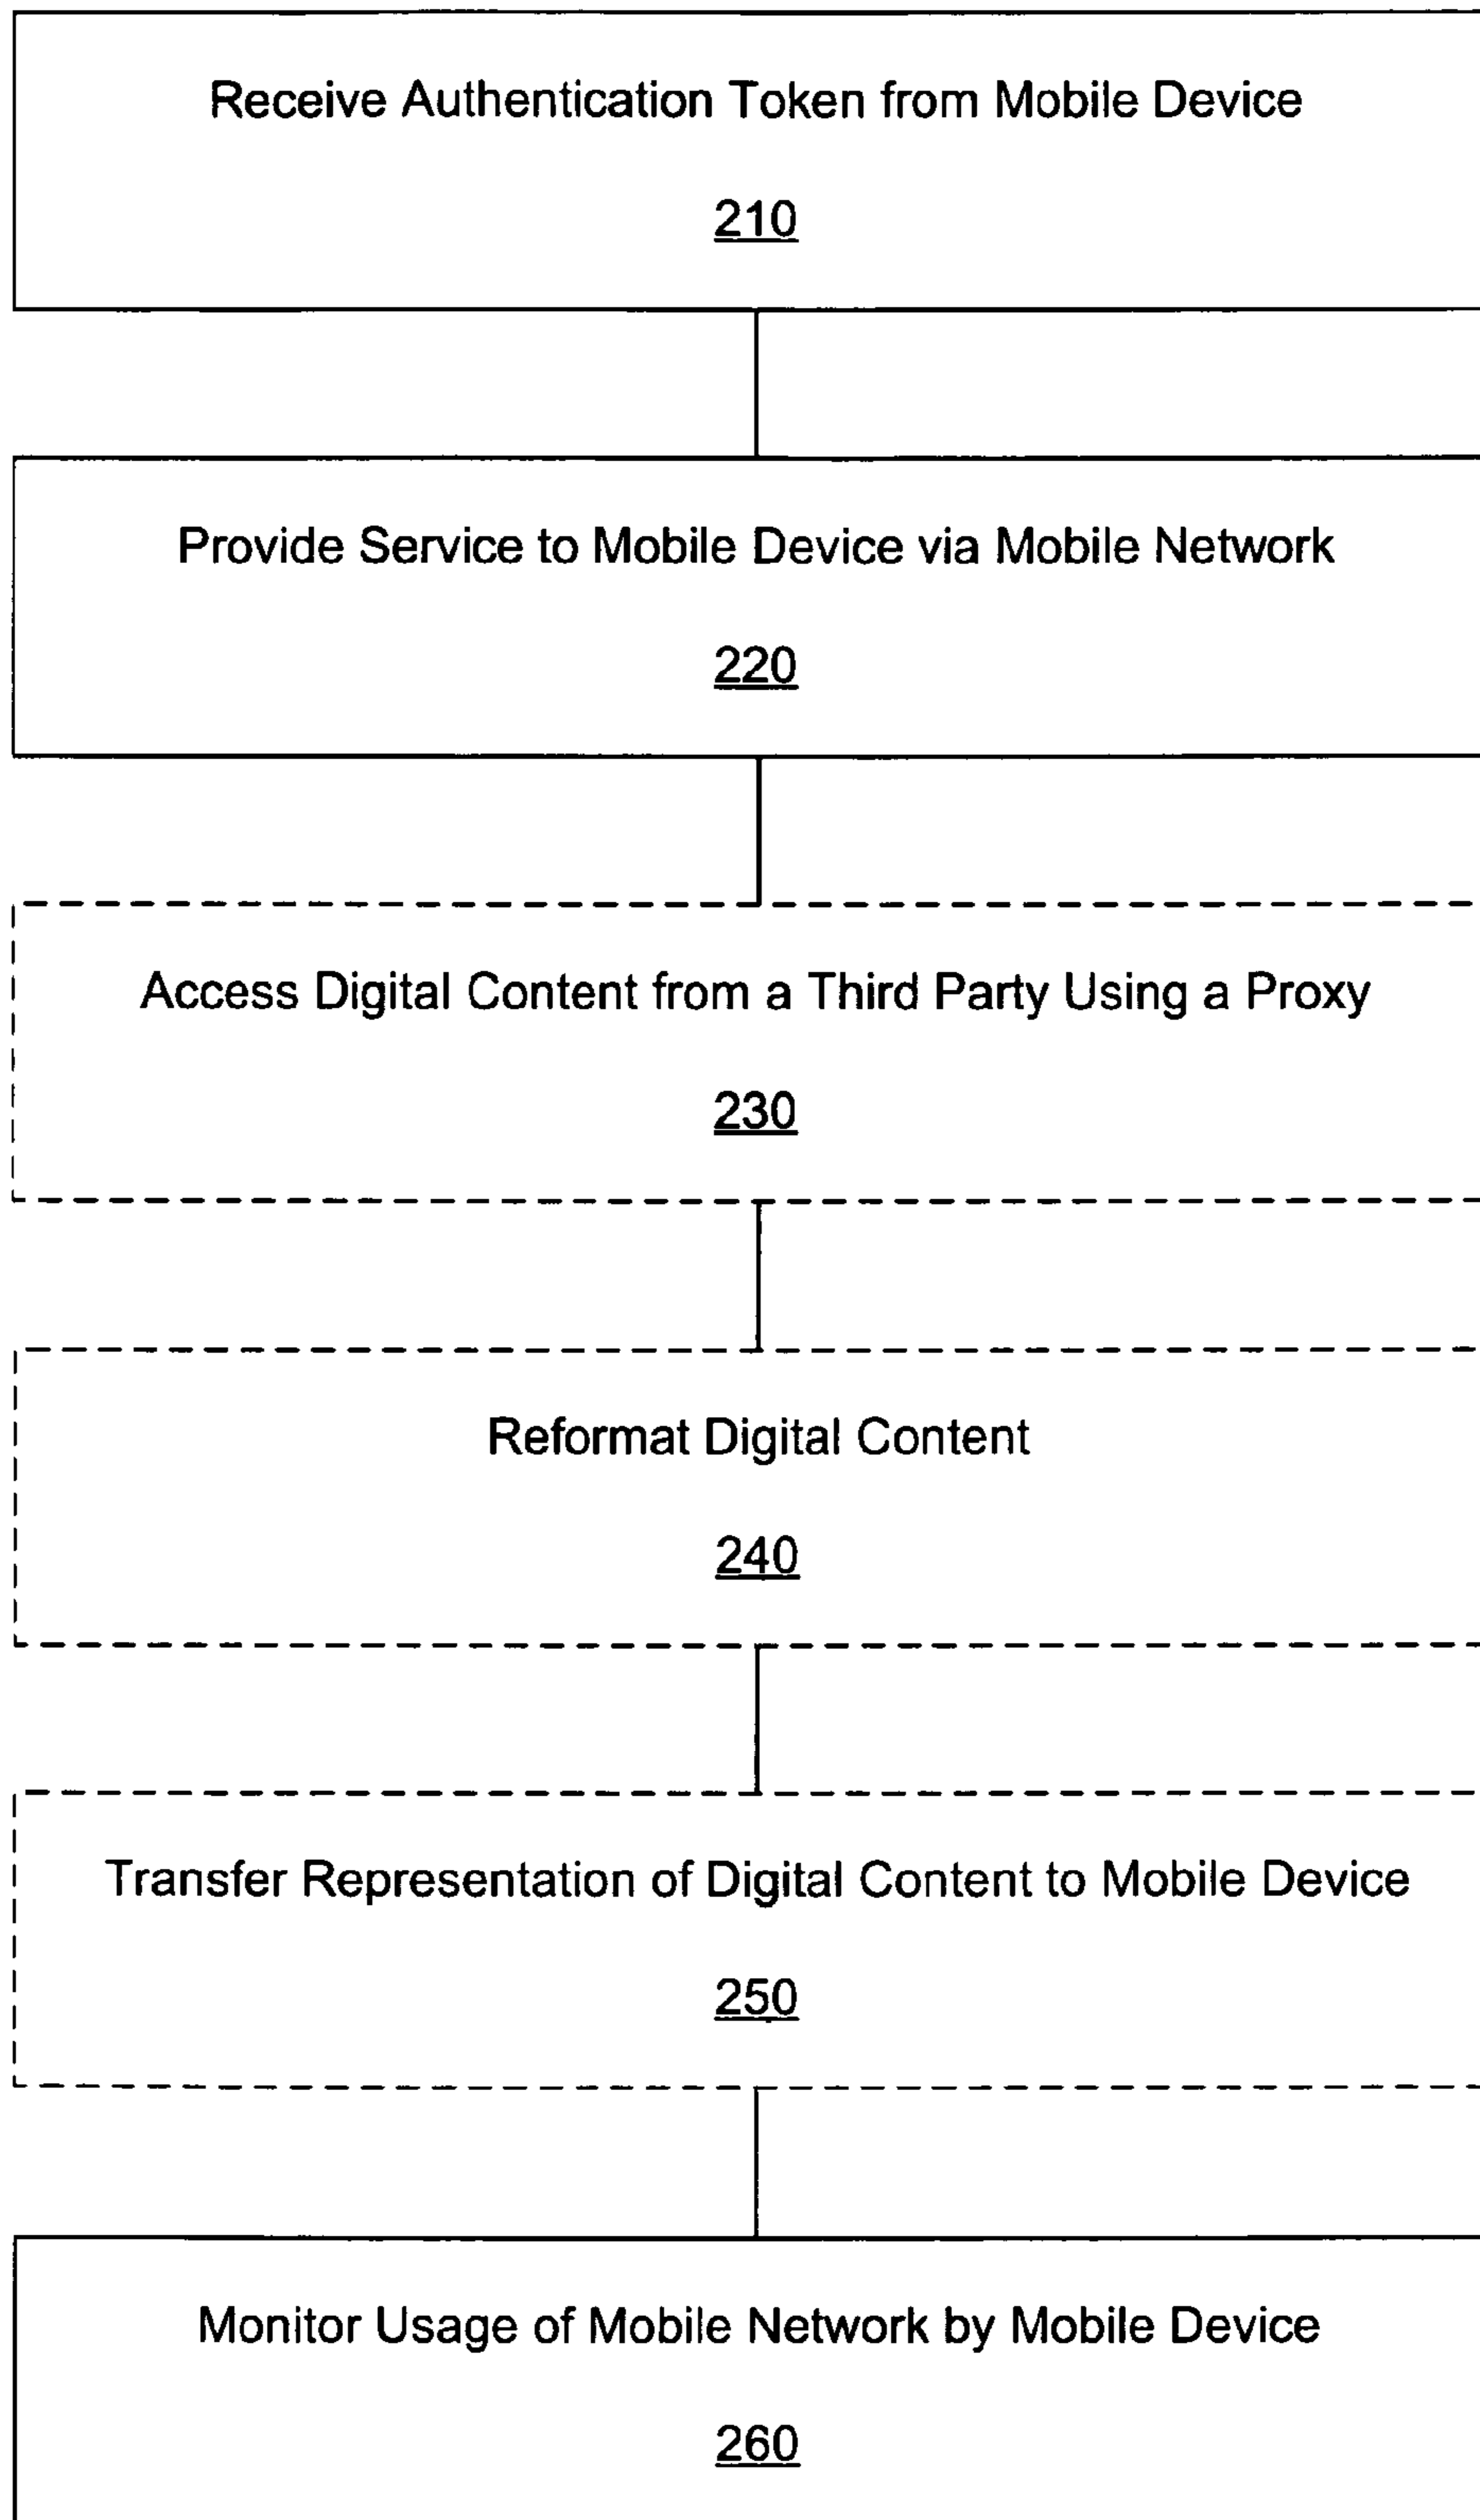 Receive Authentication Token from Mobile Device
210
Provide Service to Mobile Device via Mobile Network
220
Access Digital Content from a Third Party Using a Proxy
230
Reformat Digital Content
240
Transfer Representation of Digital Content to Mobile Device
250
Monitor Usage of Mobile Network by Mobile Device
260